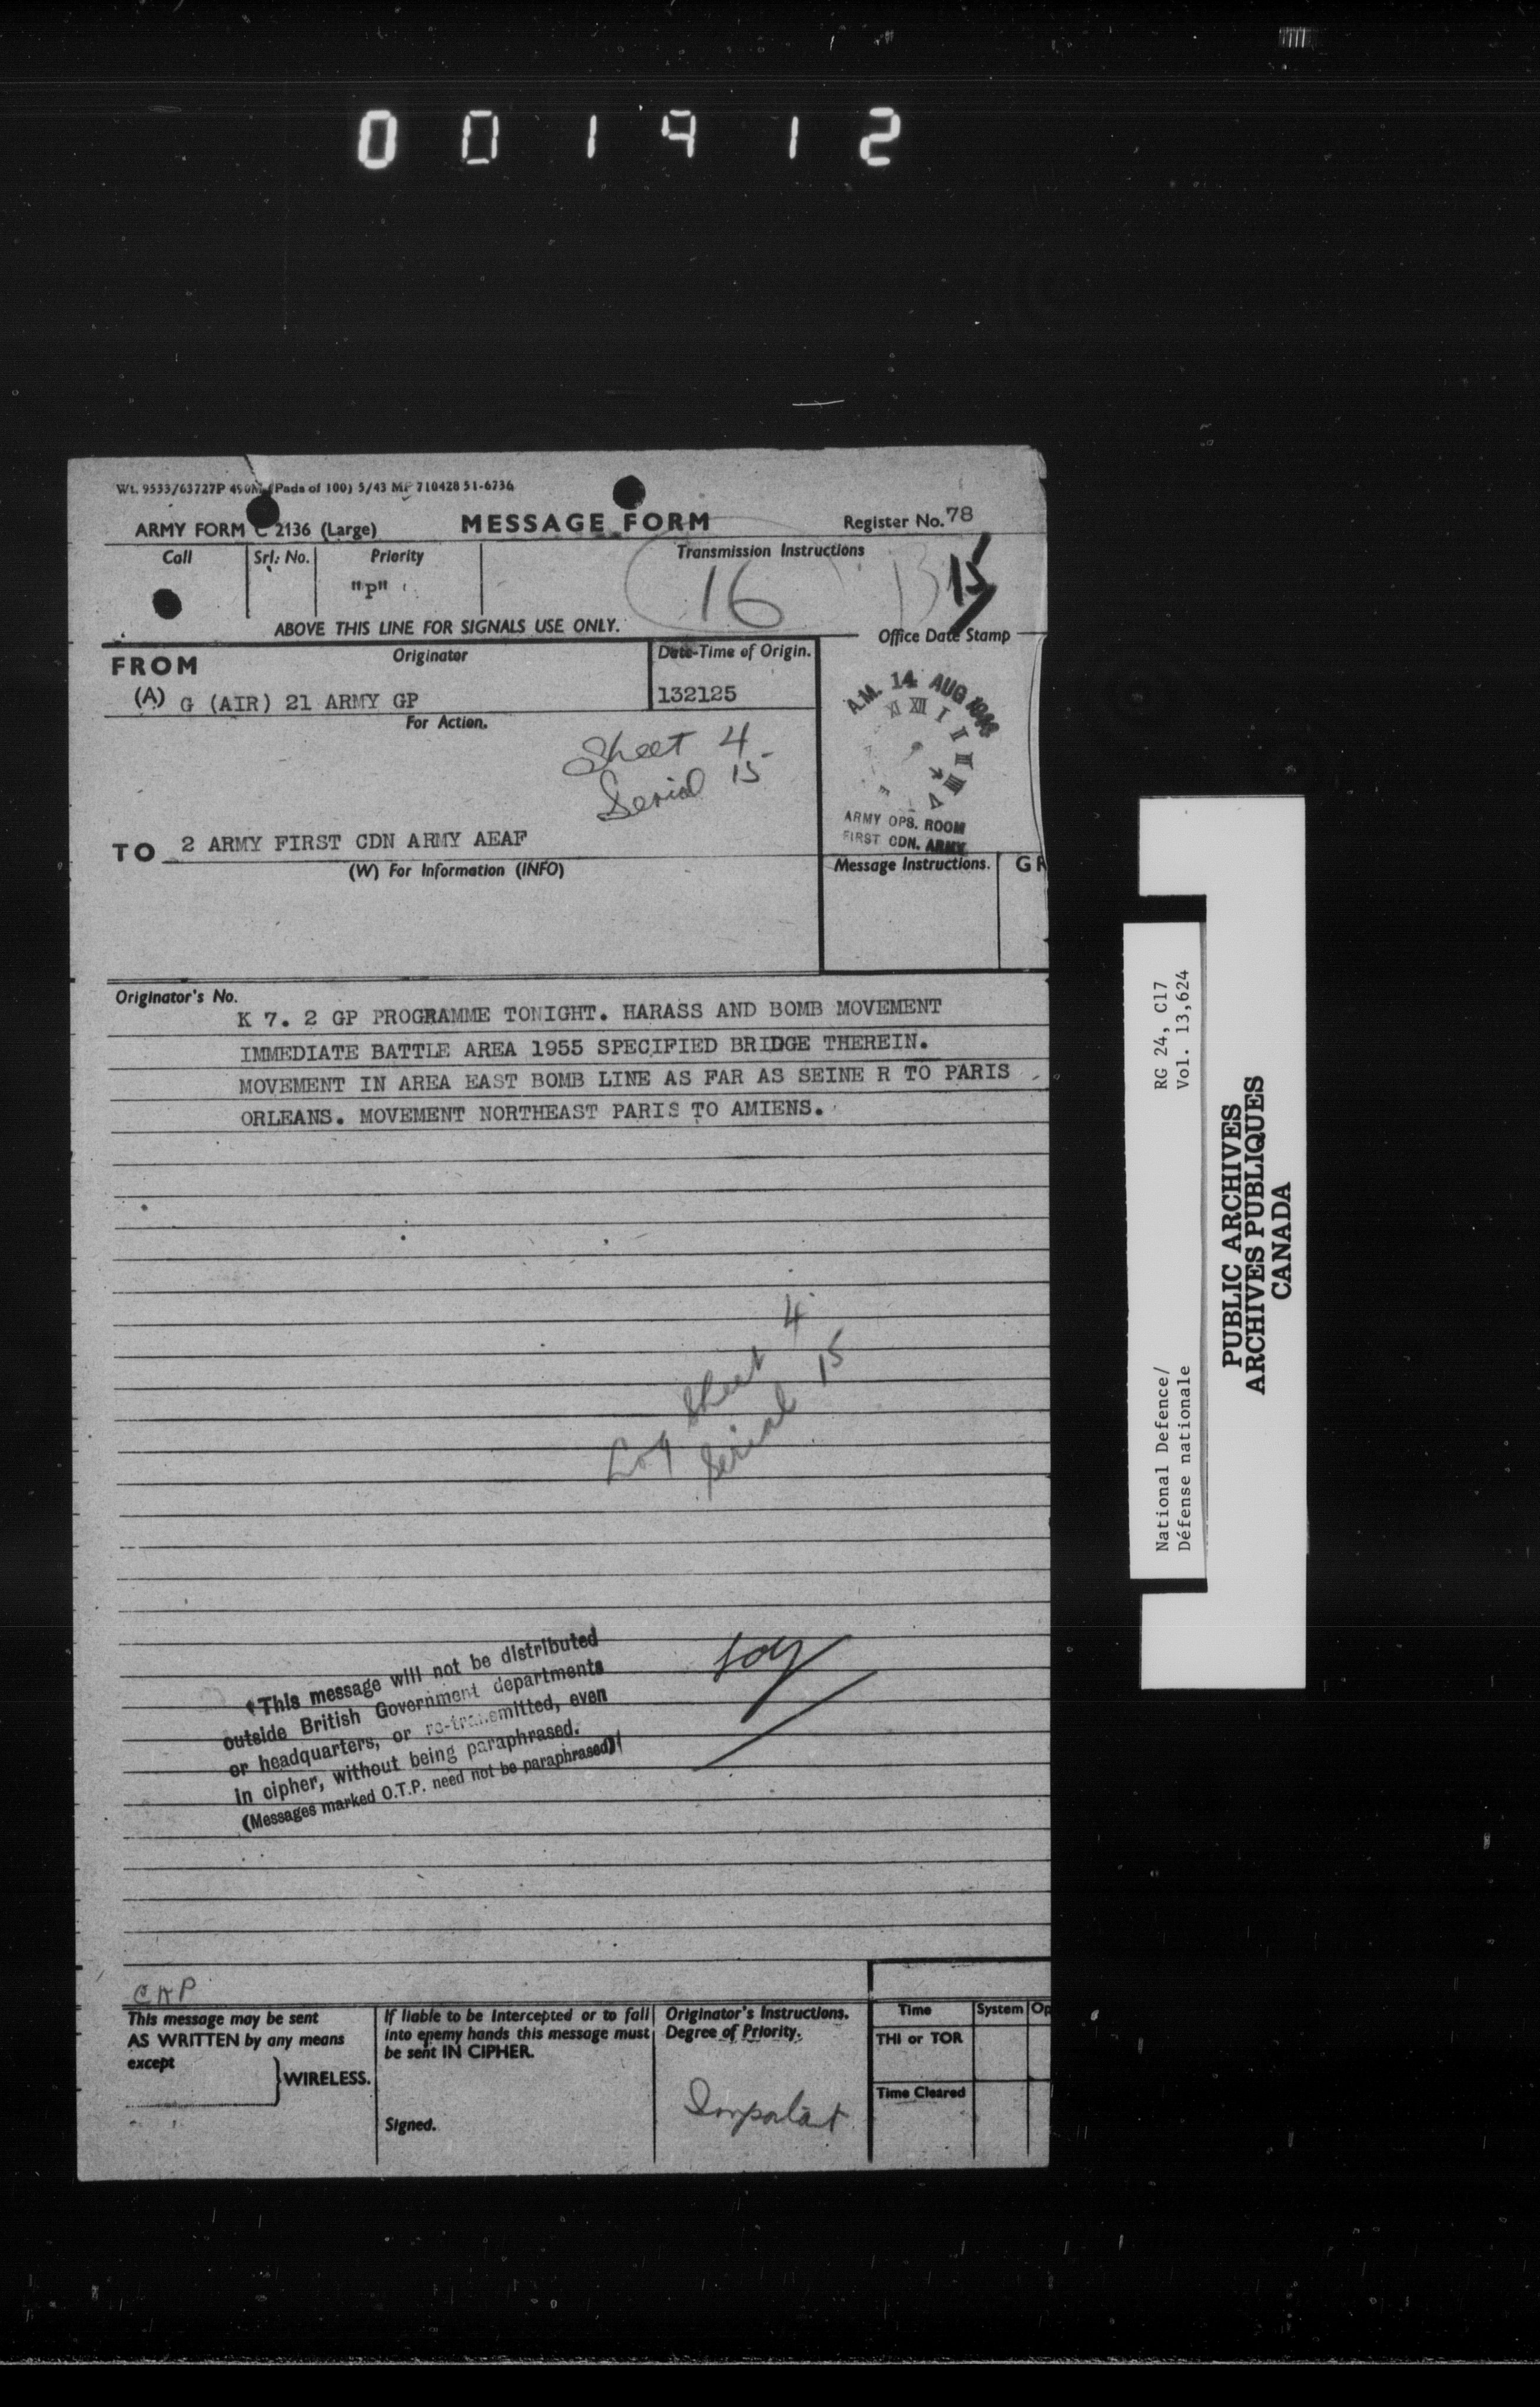 001912
Wt. 9533/63727P 490M (Pads of 100) 5/43 MP 710428 51-6736
ARMY FORM C 2136 (Large)
MESSAGE FORM
Register No. 78
Call
Srl. No.
Priority
Transmission Instructions
"P"
16
13
15
ABOVE THIS LINE FOR SIGNALS USE ONLY.
Office Date Stamp
FROM
Originator
Date-Time of Origin.
(A) G (AIR) 21 ARMY GP
132125
A.M. 14 AUG 1944
XI XII I II III IIII V
For Action.
Sheet 4
Serial 15
ARMY OPS. ROOM
FIRST CDN. ARMY
TO 2 ARMY FIRST CDN ARMY AEAF
(W) For Information (INFO)
Message Instructions.
Originator's No.
K 7. 2 GP PROGRAMME TONIGHT. HARASS AND BOMB MOVEMENT
IMMEDIATE BATTLE AREA 1955 SPECIFIED BRIDGE THEREIN.
MOVEMENT IN AREA EAST BOMB LINE AS FAR AS SEINE R TO PARIS
ORLEANS. MOVEMENT NORTHEAST PARIS TO AMIENS.
Log Sheet 4
Serial 15
This message will not be distributed
outside British Government departments
or headquarters, or re-transmitted, even
in cipher, without being paraphrased.
(Messages marked O.T.P. need not be paraphrased)
CKP
This message may be sent
AS WRITTEN by any means
except
WIRELESS.
If liable to be intercepted or to fall
into enemy hands this message must
be sent IN CIPHER.
Signed.
Originator's Instructions.
Degree of Priority.
Important
Time
System
Op
THI or TOR
Time Cleared
National Defence/
Défense nationale
RG 24, C17
Vol. 13,624
PUBLIC ARCHIVES
ARCHIVES PUBLIQUES
CANADA